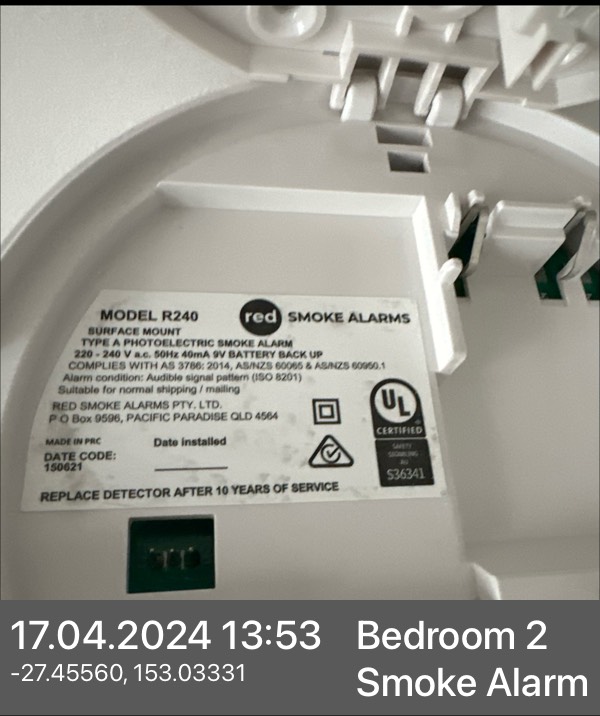 MODEL R240
red SMOKE ALARMS
SURFACE MOUNT
TYPE A PHOTOELECTRIC SMOKE ALARM
220 - 240 V a.c. 50Hz 40mA 9V BATTERY BACK UP
COMPLIES WITH AS 3786: 2014, AS/NZS 60065 & AS/NZS 60950.1
Alarm condition: Audible signal pattern (ISO 8201)
Suitable for normal shipping / mailing
RED SMOKE ALARMS PTY. LTD.
P O Box 9596, PACIFIC PARADISE QLD 4564
UL
CERTIFIED
SAFETY
SIGNALING
AU
S36341
MADE IN PRC
Date installed
DATE CODE:
150621
REPLACE DETECTOR AFTER 10 YEARS OF SERVICE
17.04.2024 13:53
-27.45560, 153.03331
Bedroom 2
Smoke Alarm